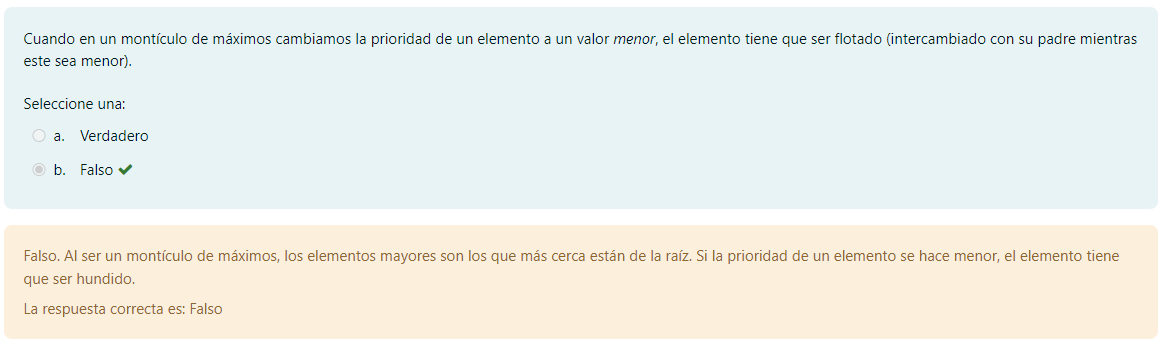 Cuando en un montículo de máximos cambiamos la prioridad de un elemento a un valor menor, el elemento tiene que ser flotado (intercambiado con su padre mientras
este sea menor).
Seleccione una:
a. Verdadero
b. Falso ✔
Falso. Al ser un montículo de máximos, los elementos mayores son los que más cerca están de la raíz. Si la prioridad de un elemento se hace menor, el elemento tiene
que ser hundido.
La respuesta correcta es: Falso